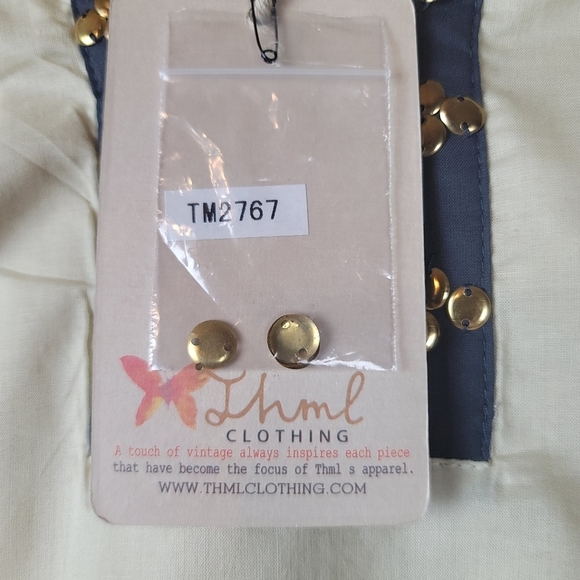 TM2767
Thml
CLOTHING
A touch of vintage always inspires each piece
that have become the focus of Thml s apparel.
WWW.THMLCLOTHING.COM